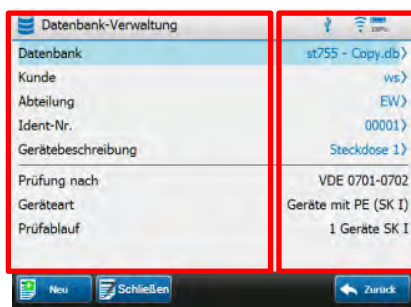 Datenbank-Verwaltung 100%
Datenbank st755 - Copy.db>
Kunde ws>
Abteilung EW>
Ident-Nr. 00001>
Gerätebeschreibung Steckdose 1>
Prüfung nach VDE 0701-0702
Geräteart Geräte mit PE (SK I)
Prüfablauf 1 Geräte SK I
Neu Schließen Zurück